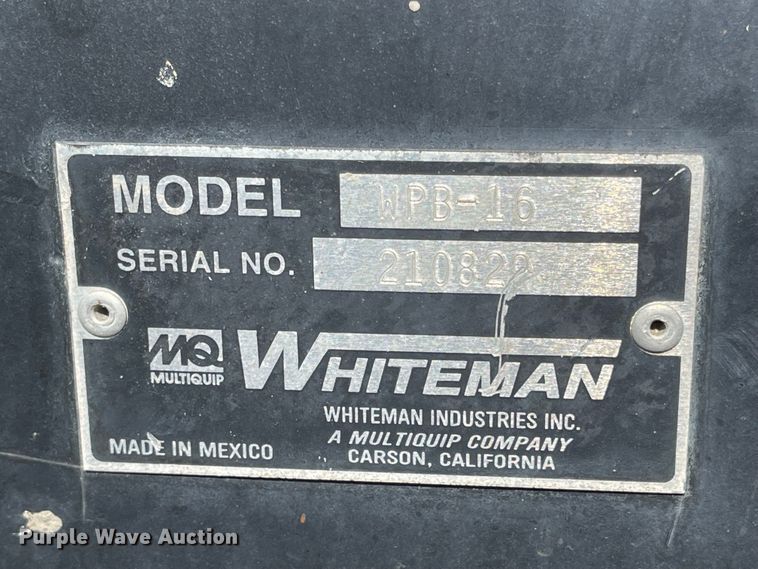 MODEL WPB-16
SERIAL NO.
MQ
MULTIQUIP
WHITEMAN
WHITEMAN INDUSTRIES INC.
A MULTIQUIP COMPANY
MADE IN MEXICO
CARSON, CALIFORNIA
Purple Wave Auction